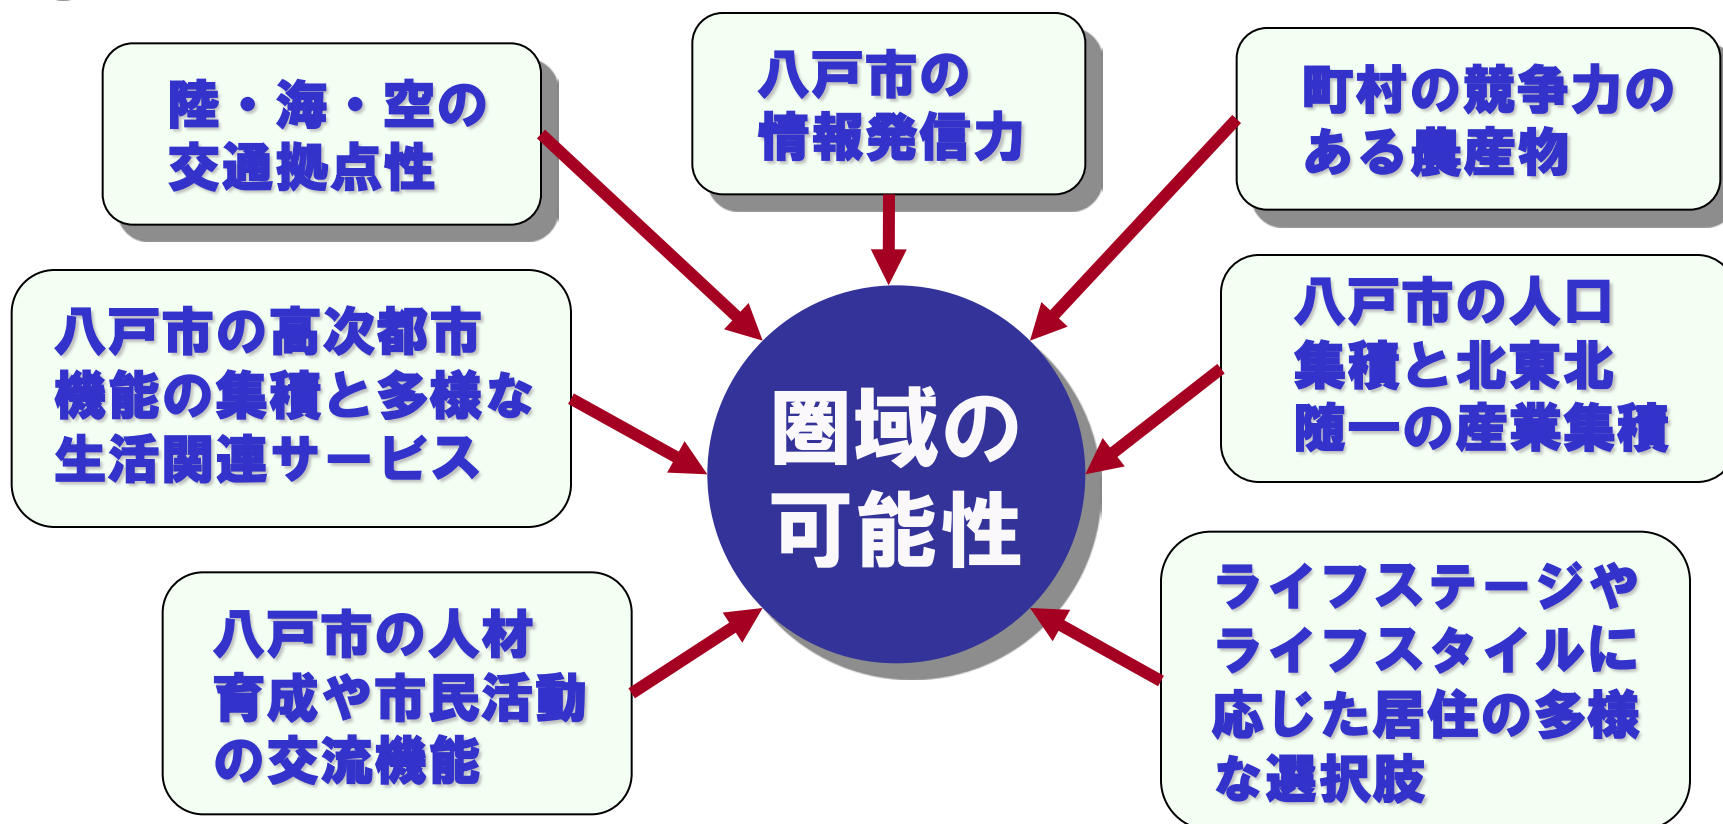 陸・海・空の
交通拠点性
八戸市の
情報発信力
町村の競争力の
ある農産物
八戸市の高次都市
機能の集積と多様な
生活関連サービス
圏域の
可能性
八戸市の人口
集積と北東北
随一の産業集積
八戸市の人材
育成や市民活動
の交流機能
ライフステージや
ライフスタイルに
応じた居住の多様
な選択肢